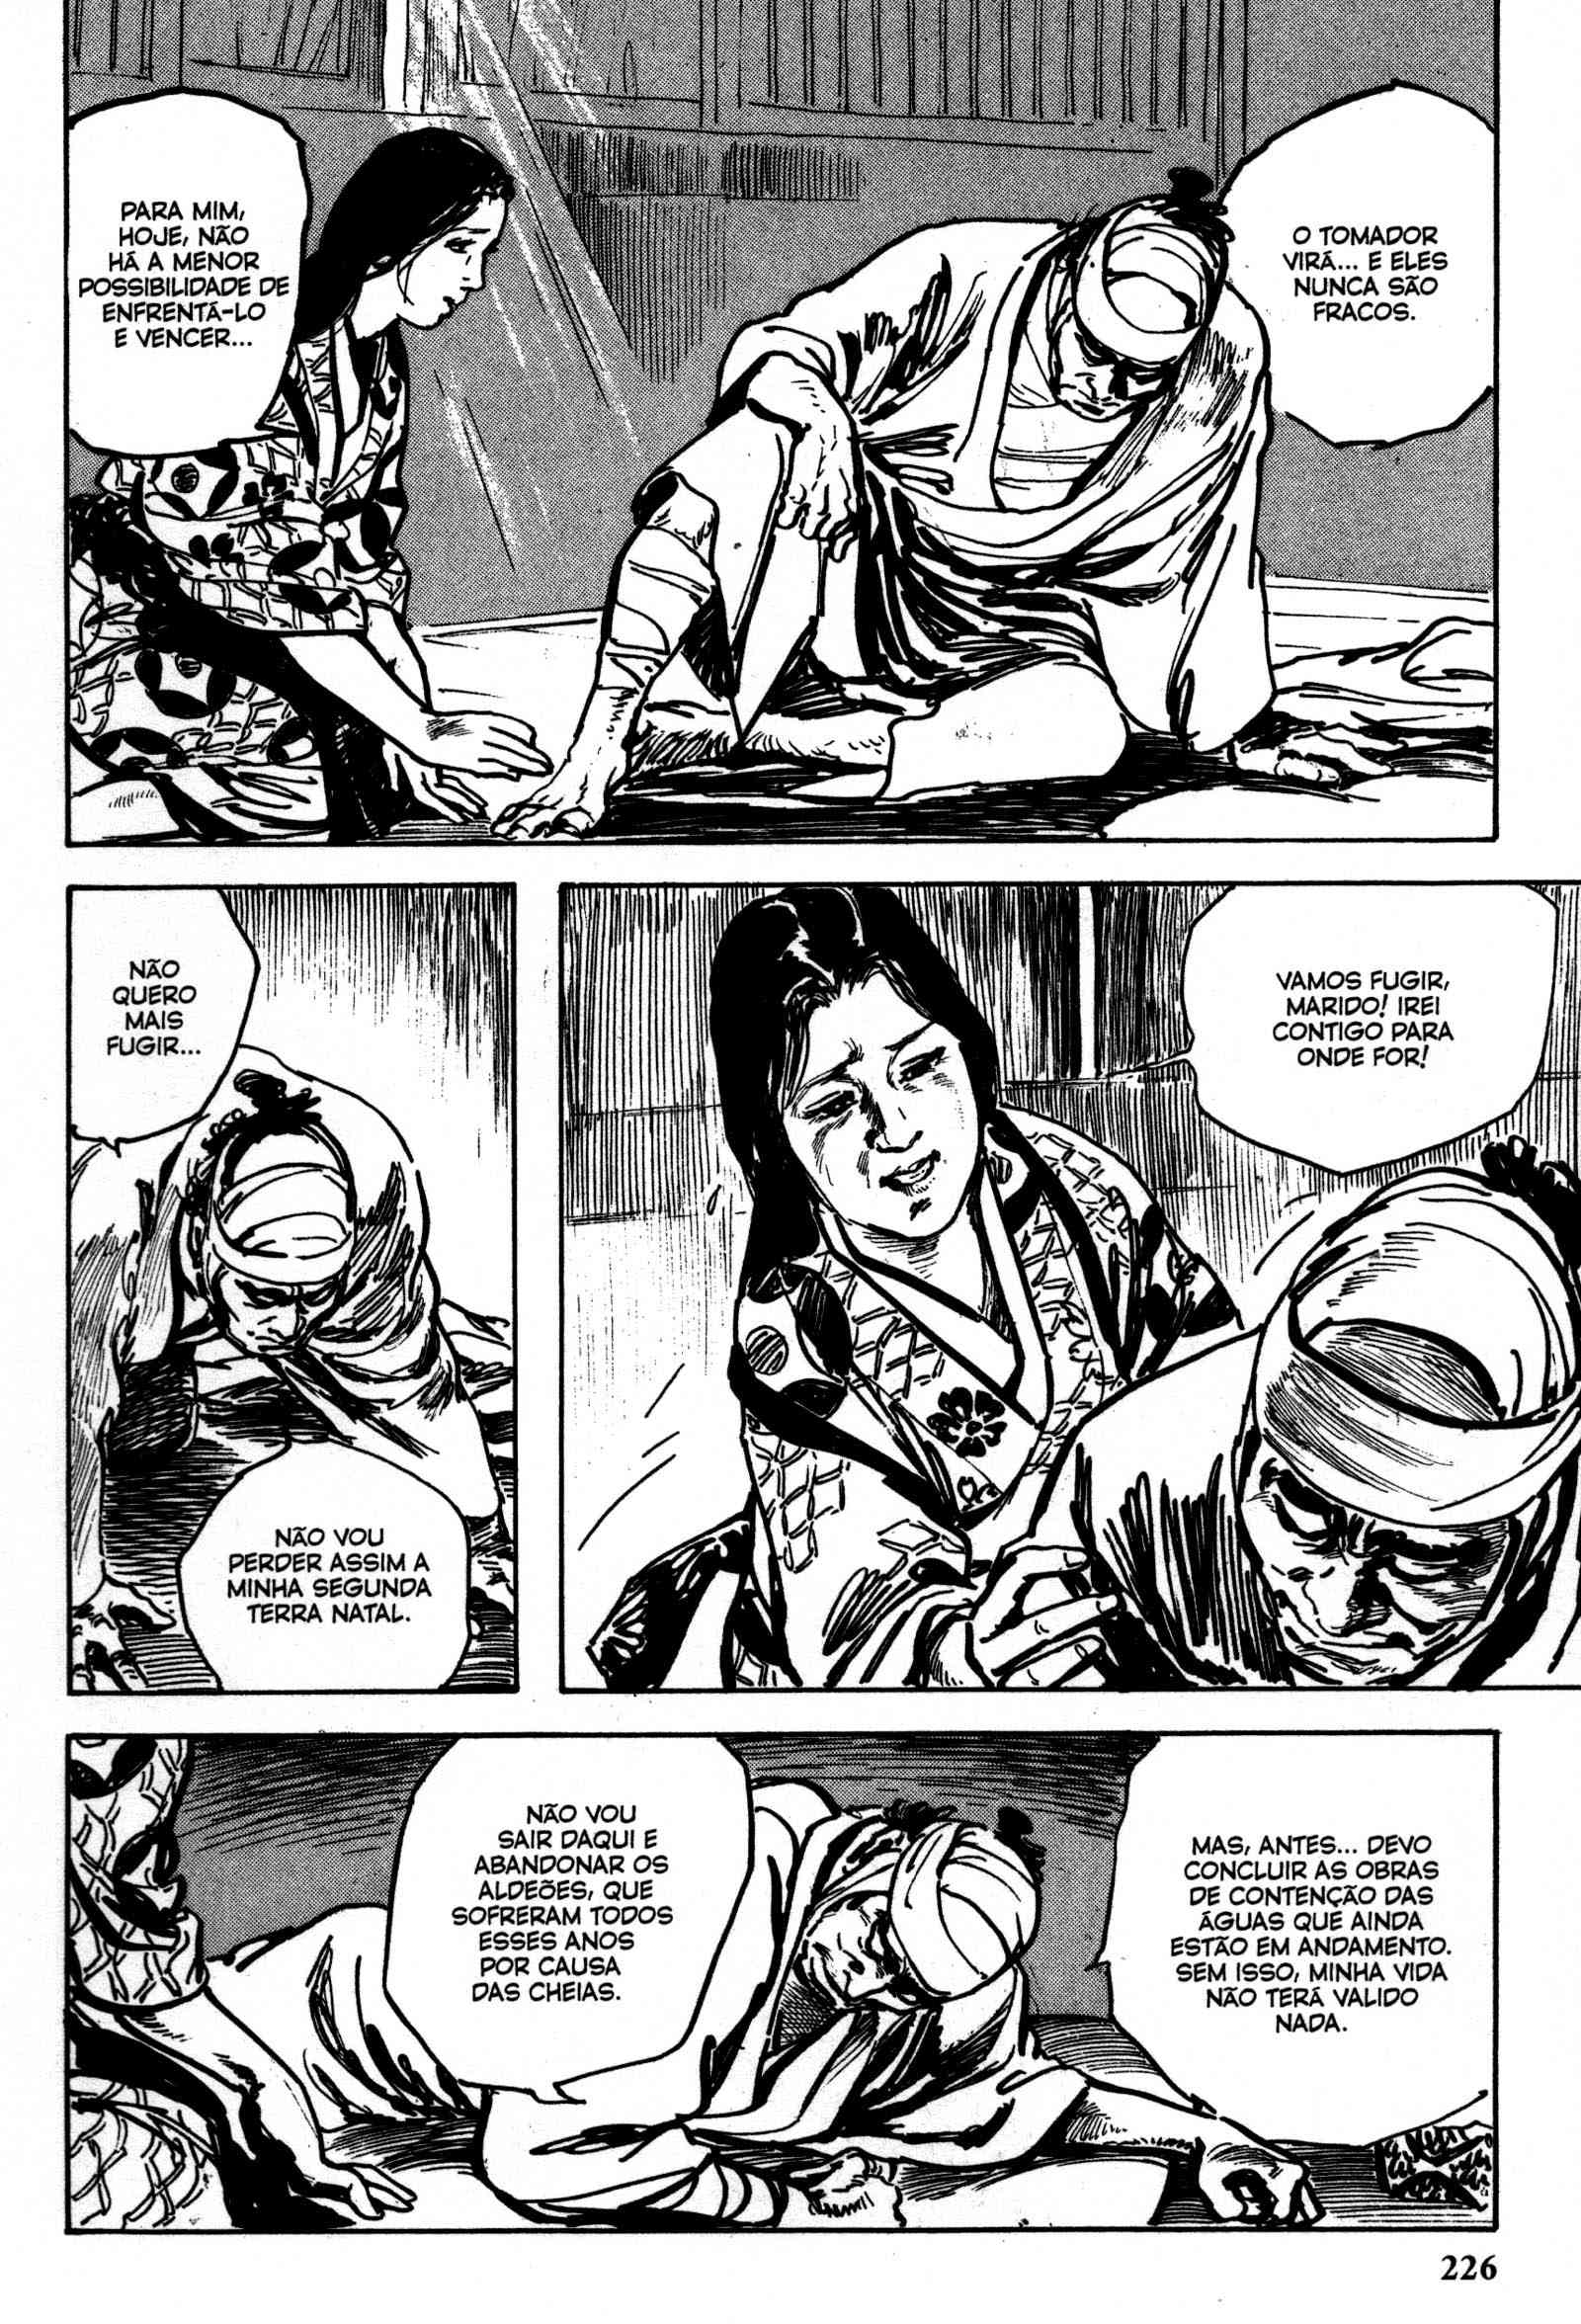 O TOMADOR
VIRÁ... E ELES
NUNCA SÃO
FRACOS.
PARA MIM,
HOJE, NÃO
HÁ A MENOR
POSSIBILIDADE DE
ENFRENTÁ-LO
E VENCER...
VAMOS FUGIR,
MARIDO! IREI
CONTIGO PARA
ONDE FOR!
NÃO
QUERO
MAIS
FUGIR...
NÃO VOU
PERDER ASSIM A
MINHA SEGUNDA
TERRA NATAL.
MAS, ANTES... DEVO
CONCLUIR AS OBRAS
DE CONTENÇÃO DAS
ÁGUAS QUE AINDA
ESTÃO EM ANDAMENTO.
SEM ISSO, MINHA VIDA
NÃO TERÁ VALIDO
NADA.
NÃO VOU
SAIR DAQUI E
ABANDONAR OS
ALDEÕES, QUE
SOFRERAM TODOS
ESSES ANOS
POR CAUSA
DAS CHEIAS.
226